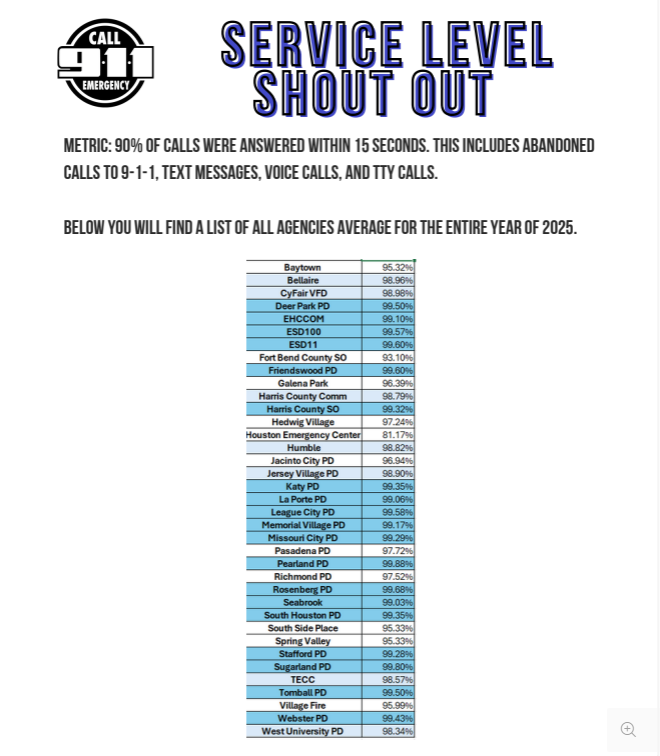 CALL
911
EMERGENCY
SERVICE LEVEL
SHOUT OUT
METRIC: 90% OF CALLS WERE ANSWERED WITHIN 15 SECONDS. THIS INCLUDES ABANDONED
CALLS TO 9-1-1, TEXT MESSAGES, VOICE CALLS, AND TTY CALLS.
BELOW YOU WILL FIND A LIST OF ALL AGENCIES AVERAGE FOR THE ENTIRE YEAR OF 2025.
Baytown 95.32%
Bellaire 98.96%
CyFair VFD 98.98%
Deer Park PD 99.50%
EHCCOM 99.10%
ESD100 99.57%
ESD11 99.60%
Fort Bend County SO 93.10%
Friendswood PD 99.60%
Galena Park 96.39%
Harris County Comm 98.79%
Harris County SO 99.32%
Hedwig Village 97.24%
Houston Emergency Center 81.17%
Humble 98.82%
Jacinto City PD 96.94%
Jersey Village PD 98.90%
Katy PD 99.35%
La Porte PD 99.06%
League City PD 99.58%
Memorial Village PD 99.17%
Missouri City PD 99.29%
Pasadena PD 97.72%
Pearland PD 99.88%
Richmond PD 97.52%
Rosenberg PD 99.68%
Seabrook 99.03%
South Houston PD 99.35%
South Side Place 95.33%
Spring Valley 95.33%
Stafford PD 99.28%
Sugarland PD 99.80%
TECC 98.57%
Tomball PD 99.50%
Village Fire 95.99%
Webster PD 99.43%
West University PD 98.34%